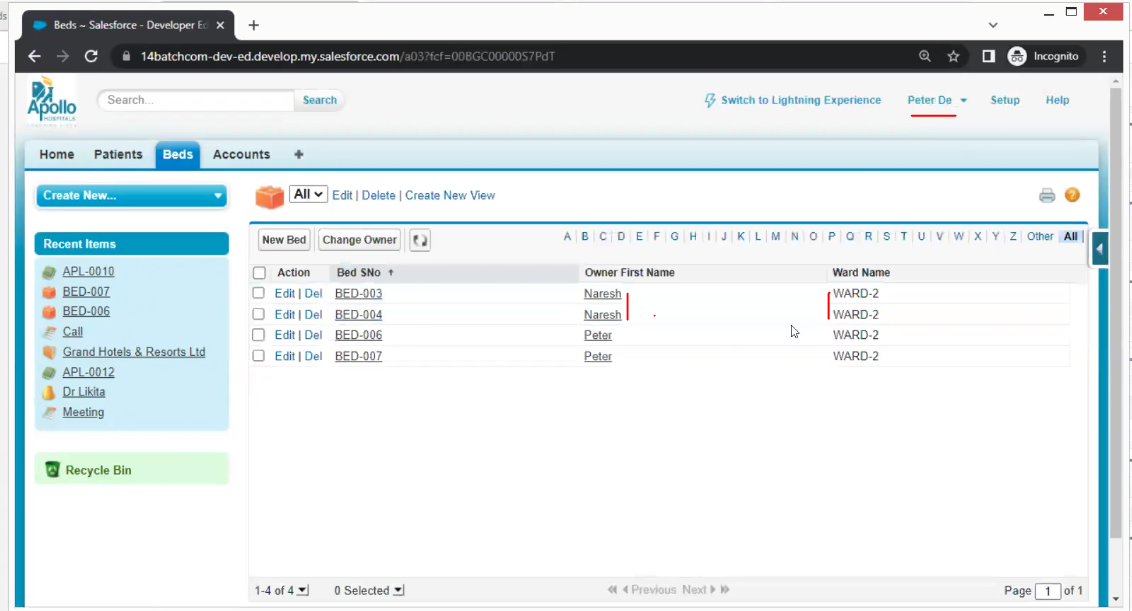 Beds ~ Salesforce - Developer Ed
14batchcom-dev-ed.develop.my.salesforce.com/a03?fcf=00BGC00000S7PdT
Incognito
Apollo
HOSPITALS
Search...
Search
Switch to Lightning Experience
Peter De
Setup
Help
Home
Patients
Beds
Accounts
+
Create New...
All
Edit | Delete | Create New View
Recent Items
APL-0010
BED-007
BED-006
Call
Grand Hotels & Resorts Ltd
APL-0012
Dr Likita
Meeting
Recycle Bin
New Bed
Change Owner
A | B | C | D | E | F | G | H | I | J | K | L | M | N | O | P | Q | R | S | T | U | V | W | X | Y | Z | Other | All
Action Bed SNo ↑ Owner First Name Ward Name
Edit | Del BED-003 Naresh WARD-2
Edit | Del BED-004 Naresh WARD-2
Edit | Del BED-006 Peter WARD-2
Edit | Del BED-007 Peter WARD-2
1-4 of 4
0 Selected
Previous Next
Page 1 of 1